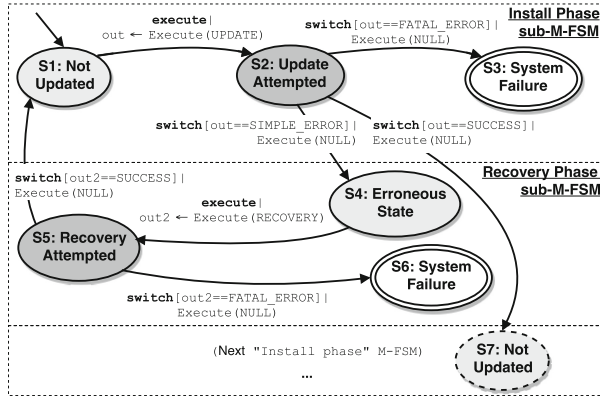 execute|
out ← Execute(UPDATE)
switch[out==FATAL_ERROR]|
Execute(NULL)
Install Phase
sub-M-FSM
S1: Not
Updated
S2: Update
Attempted
S3: System
Failure
switch[out==SIMPLE_ERROR]|
Execute(NULL)
switch[out==SUCCESS]|
Execute(NULL)
Recovery Phase
sub-M-FSM
switch[out2==SUCCESS]|
Execute(NULL)
execute|
out2 ← Execute(RECOVERY)
S4: Erroneous
State
S5: Recovery
Attempted
S6: System
Failure
switch[out2==FATAL_ERROR]|
Execute(NULL)
(Next "Install phase" M-FSM)
...
S7: Not
Updated